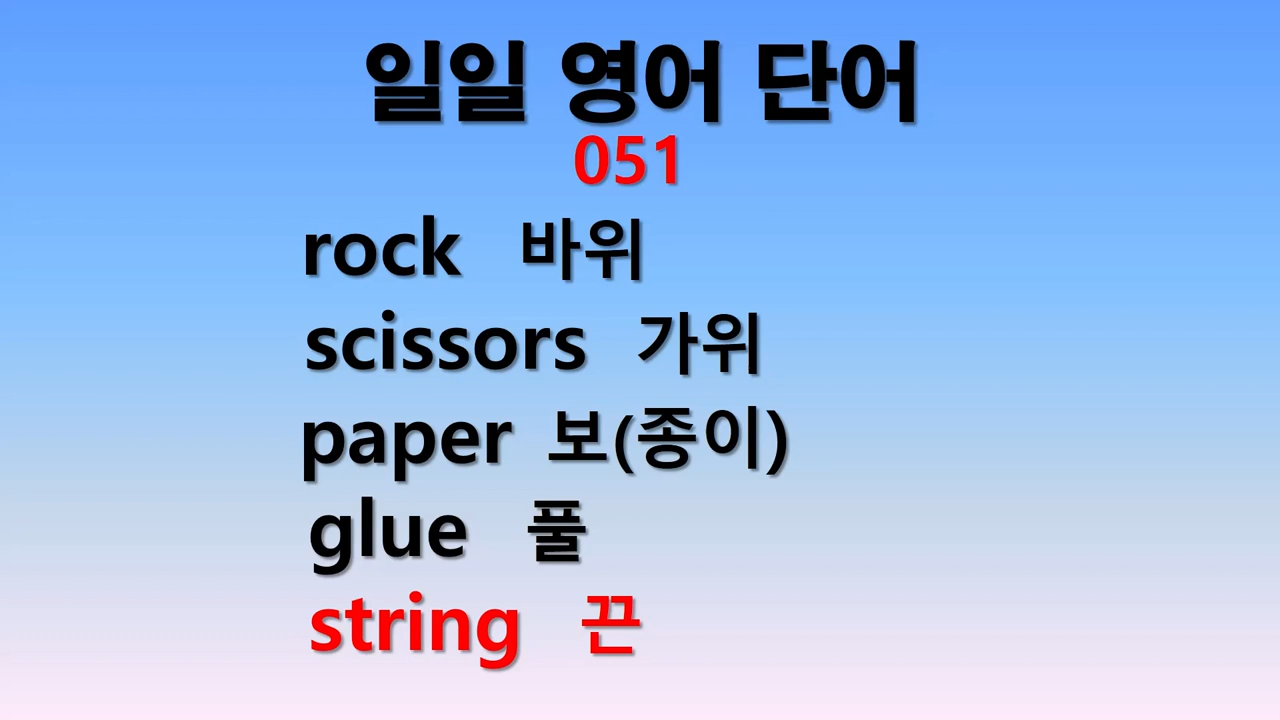 일일 영어 단어
051
rock 바위
scissors 가위
paper 보(종이)
glue 풀
string 끈